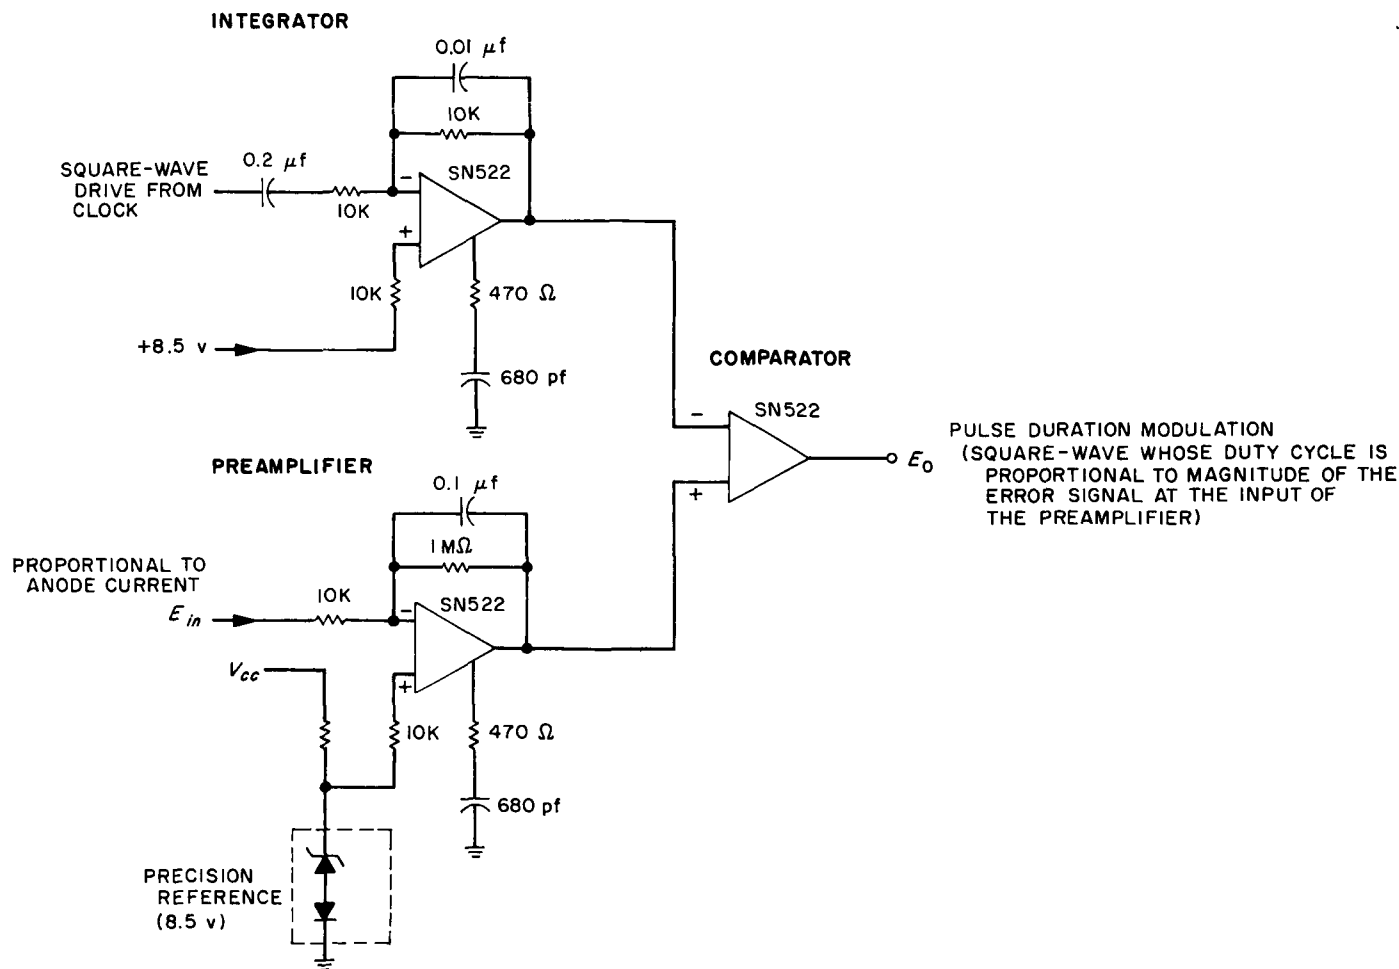 INTEGRATOR
0.01 µf
10K
SQUARE-WAVE
DRIVE FROM
CLOCK
0.2 µf
10K
SN522
-
+
10K
470 Ω
+8.5 v
680 pf
COMPARATOR
SN522
-
+
E₀
PULSE DURATION MODULATION
(SQUARE-WAVE WHOSE DUTY CYCLE IS
PROPORTIONAL TO MAGNITUDE OF THE
ERROR SIGNAL AT THE INPUT OF
THE PREAMPLIFIER)
PREAMPLIFIER
0.1 µf
1 MΩ
PROPORTIONAL TO
ANODE CURRENT
E in
10K
SN522
-
+
Vcc
10K
470 Ω
680 pf
PRECISION
REFERENCE
(8.5 v)